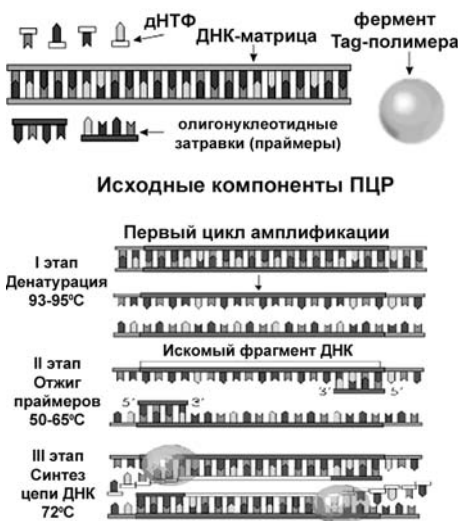 дНТФ
ДНК-матрица
фермент
Tag-полимера
олигонуклеотидные
затравки (праймеры)
Исходные компоненты ПЦР
Первый цикл амплификации
I этап
Денатурация
93-95ºC
II этап
Отжиг
праймеров
50-65ºC
Искомый фрагмент ДНК
3' 5'
5' 3'
III этап
Синтез
цепи ДНК
72ºC